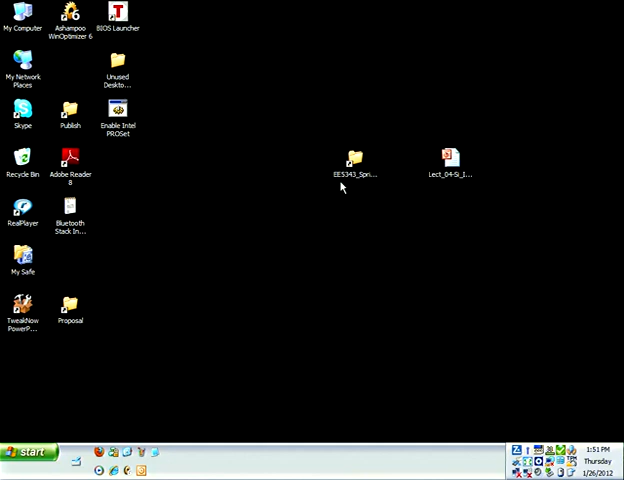 My Computer
Ashampoo
WinOptimizer 6
BIOS Launcher
My Network
Places
Unused
Deskto...
Skype
Publish
Enable Intel
PROSet
Recycle Bin
Adobe Reader
8
EE5343_Spri...
Lect_04-Si_I...
RealPlayer
Bluetooth
Stack In...
My Safe
TweakNow
PowerP...
Proposal
start
1:51 PM
Thursday
1/26/2012